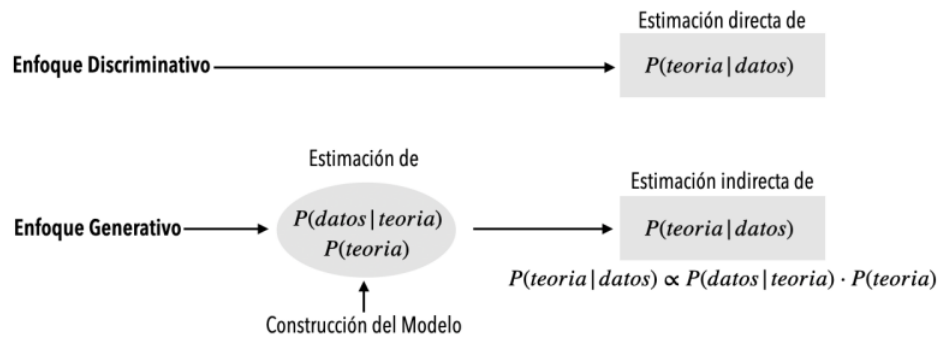 Estimación directa de
Enfoque Discriminativo
P(teoria|datos)
Estimación de
Estimación indirecta de
Enfoque Generativo
P(datos|teoria)
P(teoria)
P(teoria|datos)
P(teoria|datos) ∝ P(datos|teoria) · P(teoria)
Construcción del Modelo